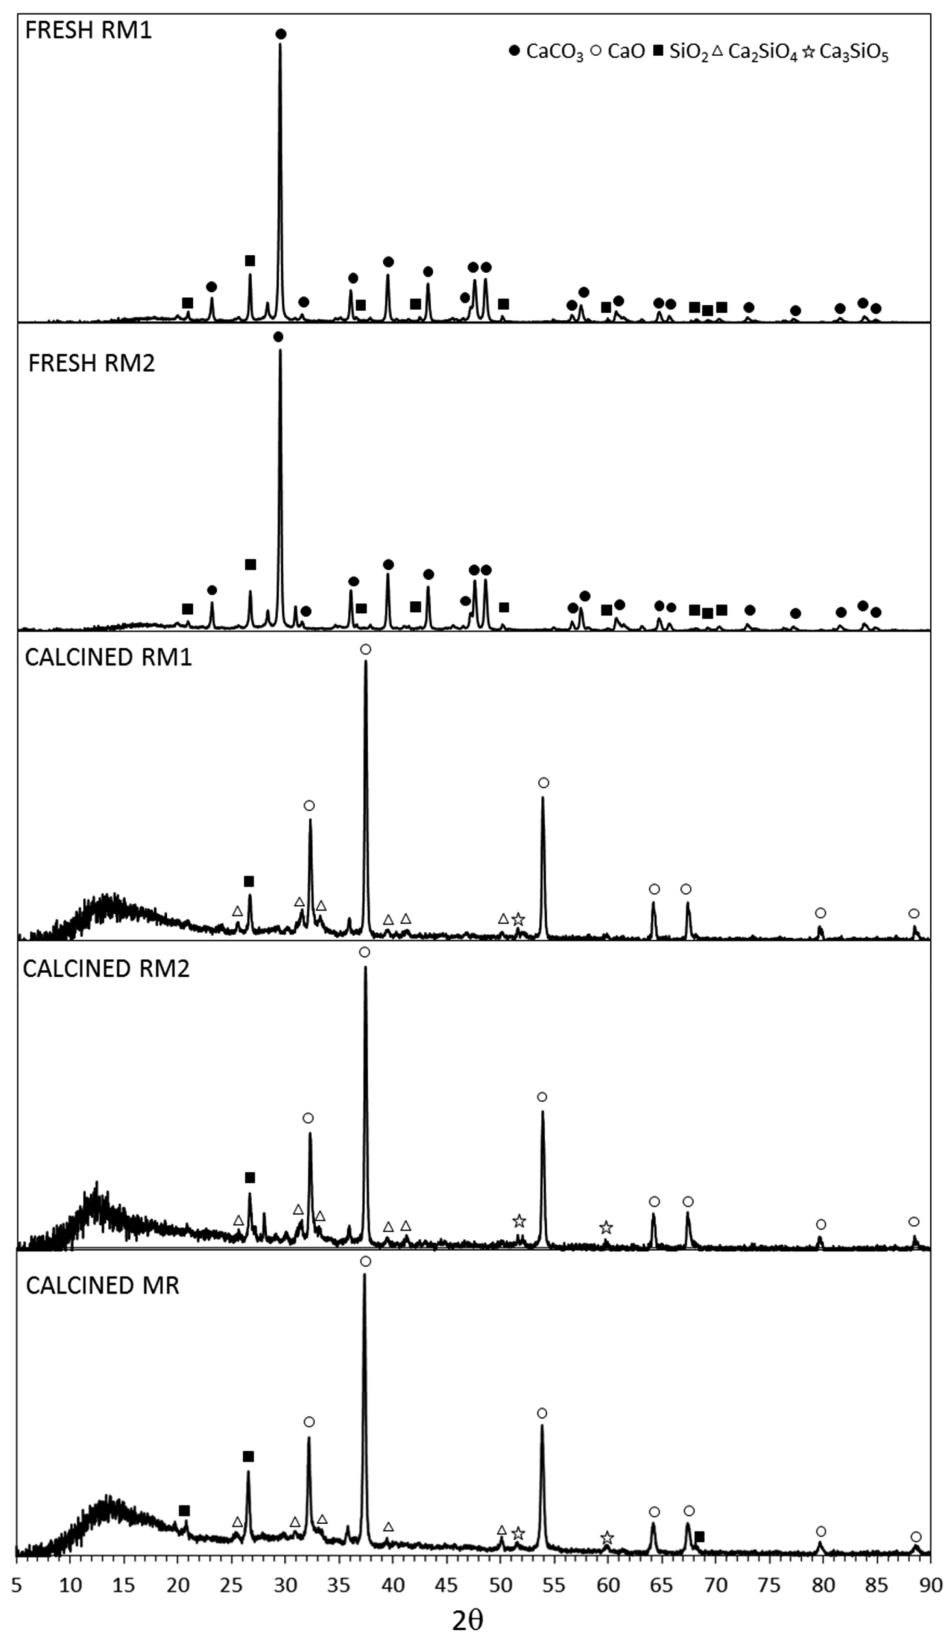 FRESH RM1
● CaCO₃ ○ CaO ■ SiO₂ △ Ca₂SiO₄ ☆ Ca₃SiO₅
FRESH RM2
CALCINED RM1
CALCINED RM2
CALCINED MR
5 10 15 20 25 30 35 40 45 50 55 60 65 70 75 80 85 90
2θ